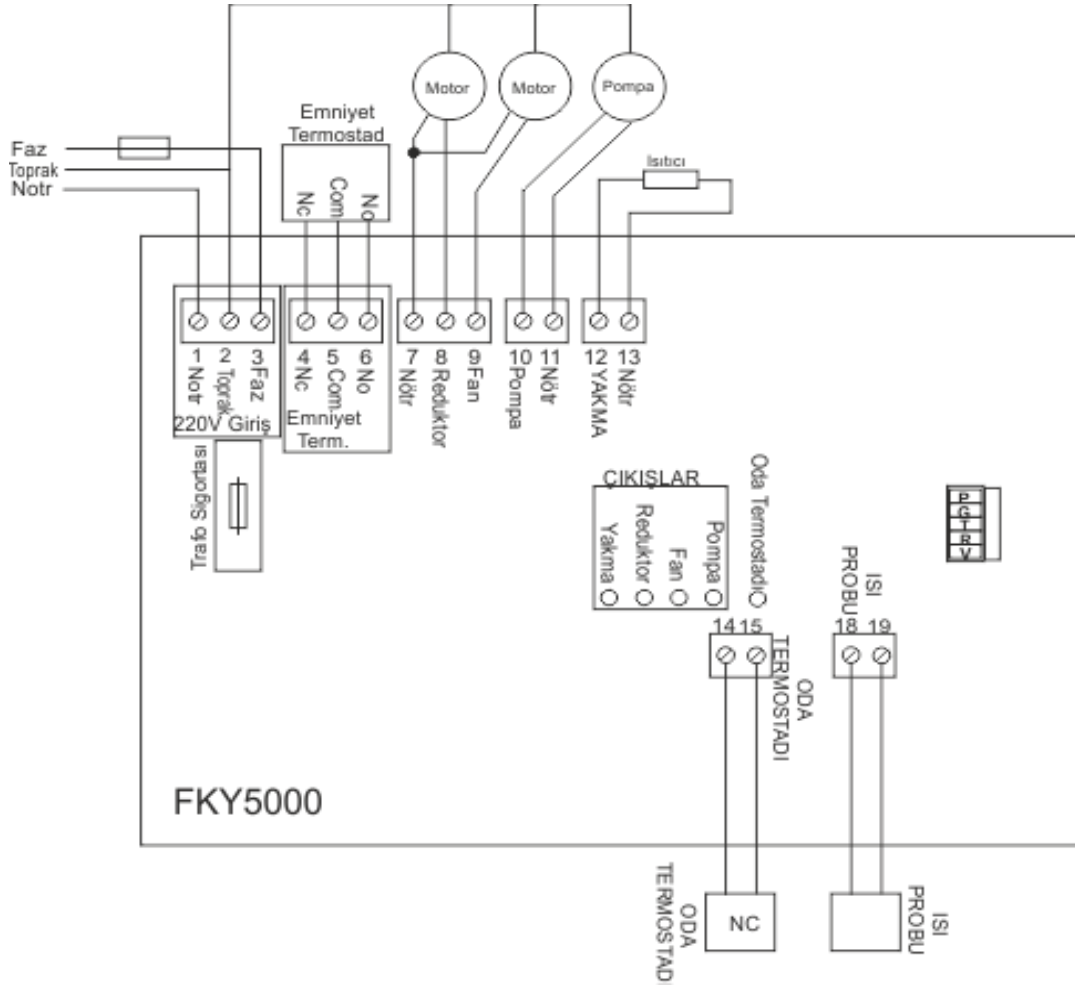 Motor
Motor
Pompa
Emniyet
Termostad
Nc
Com
No
Faz
Toprak
Notr
Isıtıcı
1 Notr
2 Toprak
3 Faz
220V Giriş
4 Nc
5 Com.
6 No
Emniyet
Term.
7 Nötr
8 Reduktor
9 Fan
10 Pompa
11 Nötr
12 YAKMA
13 Nötr
Trafo Sigortası
ÇIKIŞLAR
Yakma
Reduktor
Fan
Pompa
Oda Termostadı
P
G
T
R
V
14 15
ODA
TERMOSTADI
ISI
PROBU
18 19
FKY5000
ODA
TERMOSTADI
NC
ISI
PROBU